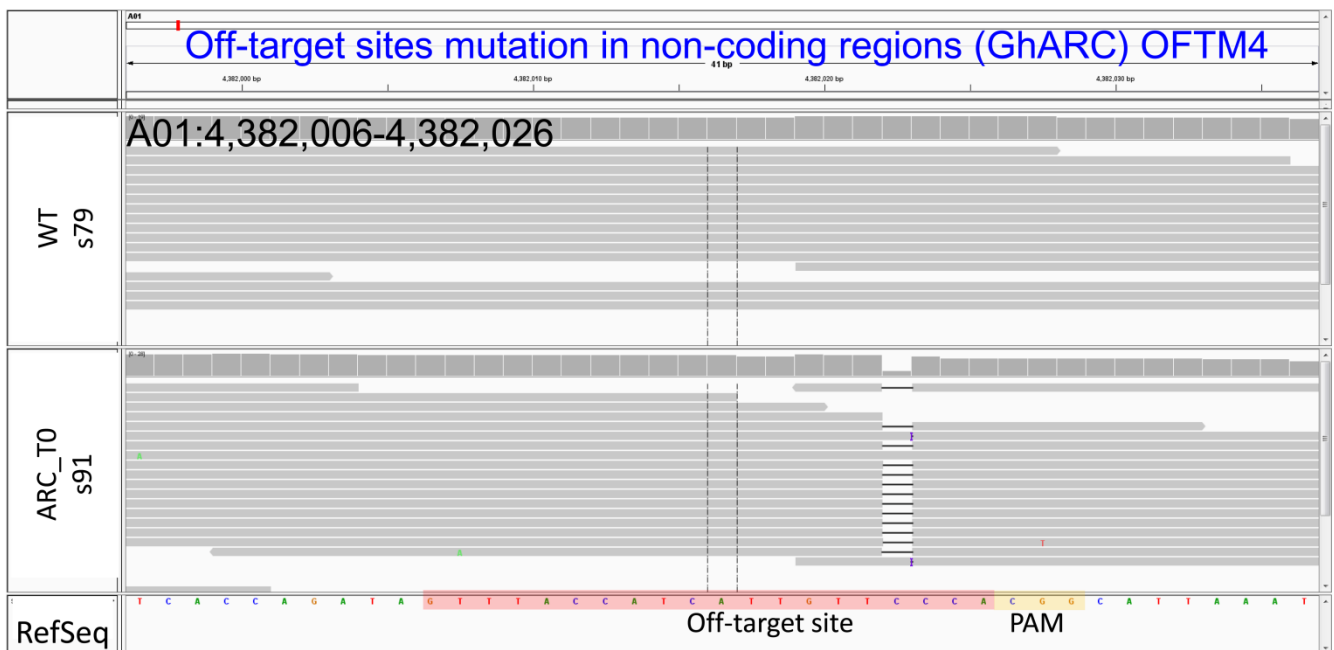 A01
Off-target sites mutation in non-coding regions (GhARC) OFTM4
41 bp
4,382,000 bp
4,382,010 bp
4,382,020 bp
4,382,030 bp
A01:4,382,006-4,382,026
WT
s79
ARC_T0
s91
A
A
T
T C A C C A G A T A G T T T A C C A T C A T T G T T C C C A C G G C A T T A A A T
RefSeq
Off-target site
PAM